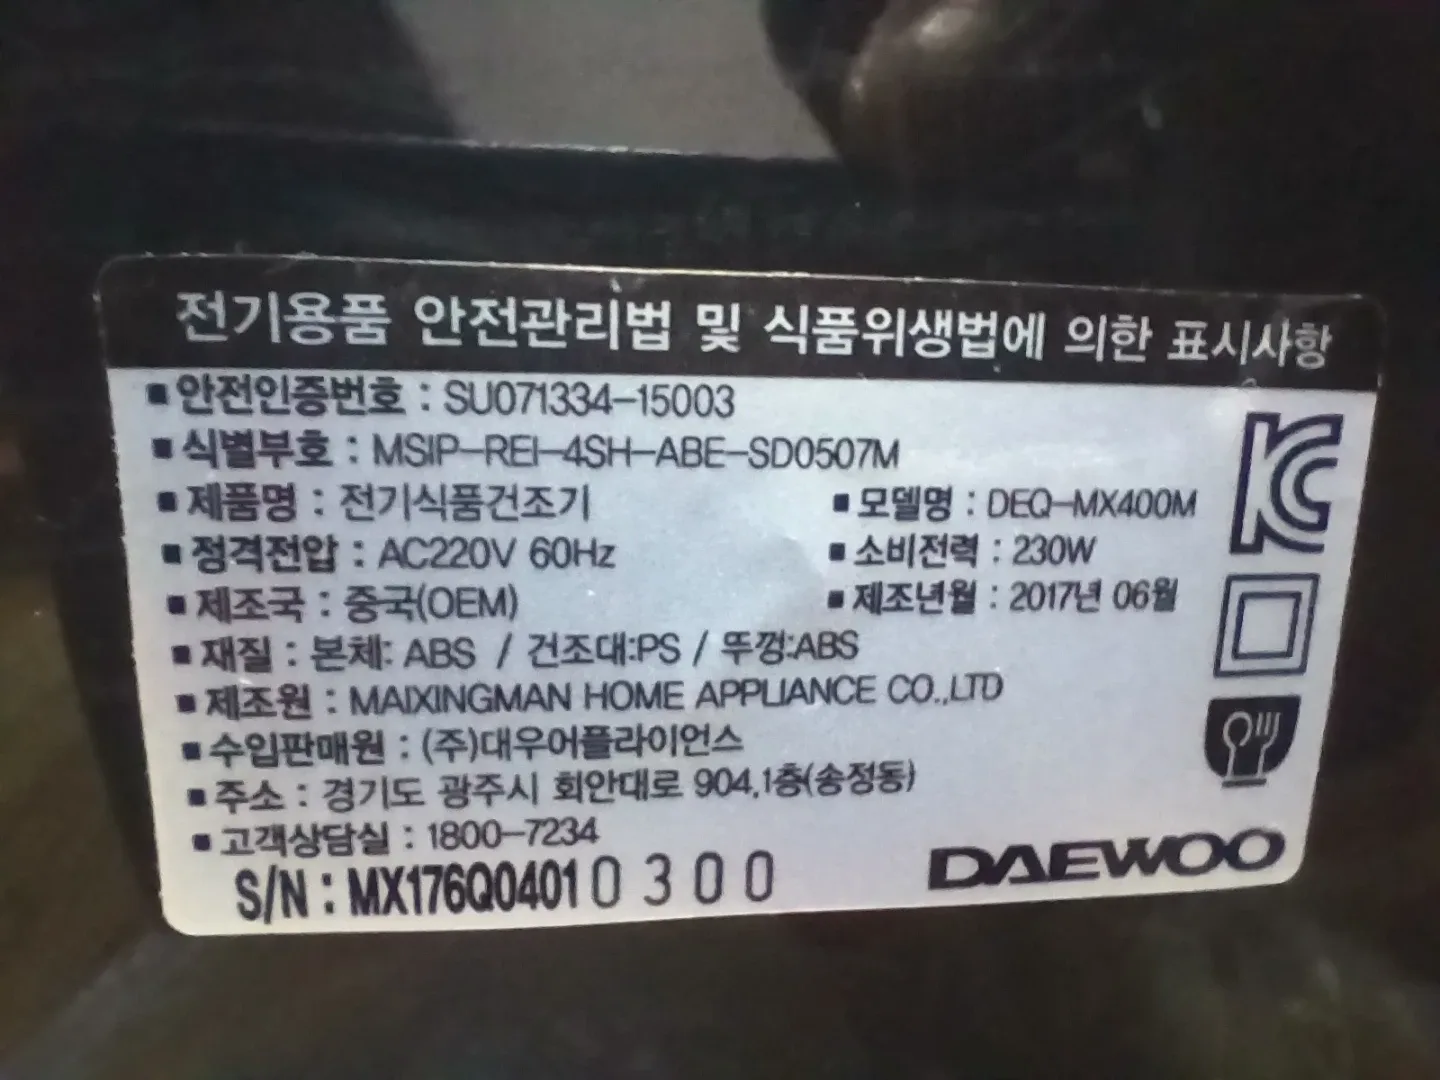 전기용품 안전관리법 및 식품위생법에 의한 표시사항
■ 안전인증번호 : SU071334-15003
■ 식별부호 : MSIP-REI-4SH-ABE-SD0507M
■ 제품명 : 전기식품건조기 ■ 모델명 : DEQ-MX400M
■ 정격전압 : AC220V 60Hz ■ 소비전력 : 230W
■ 제조국 : 중국(OEM) ■ 제조년월 : 2017년 06월
■ 재질 : 본체: ABS / 건조대:PS / 뚜껑:ABS
■ 제조원 : MAIXINGMAN HOME APPLIANCE CO.,LTD
■ 수입판매원 : (주)대우어플라이언스
■ 주소 : 경기도 광주시 회안대로 904,1층(송정동)
■ 고객상담실 : 1800-7234
S/N : MX176Q04010300
DAEWOO